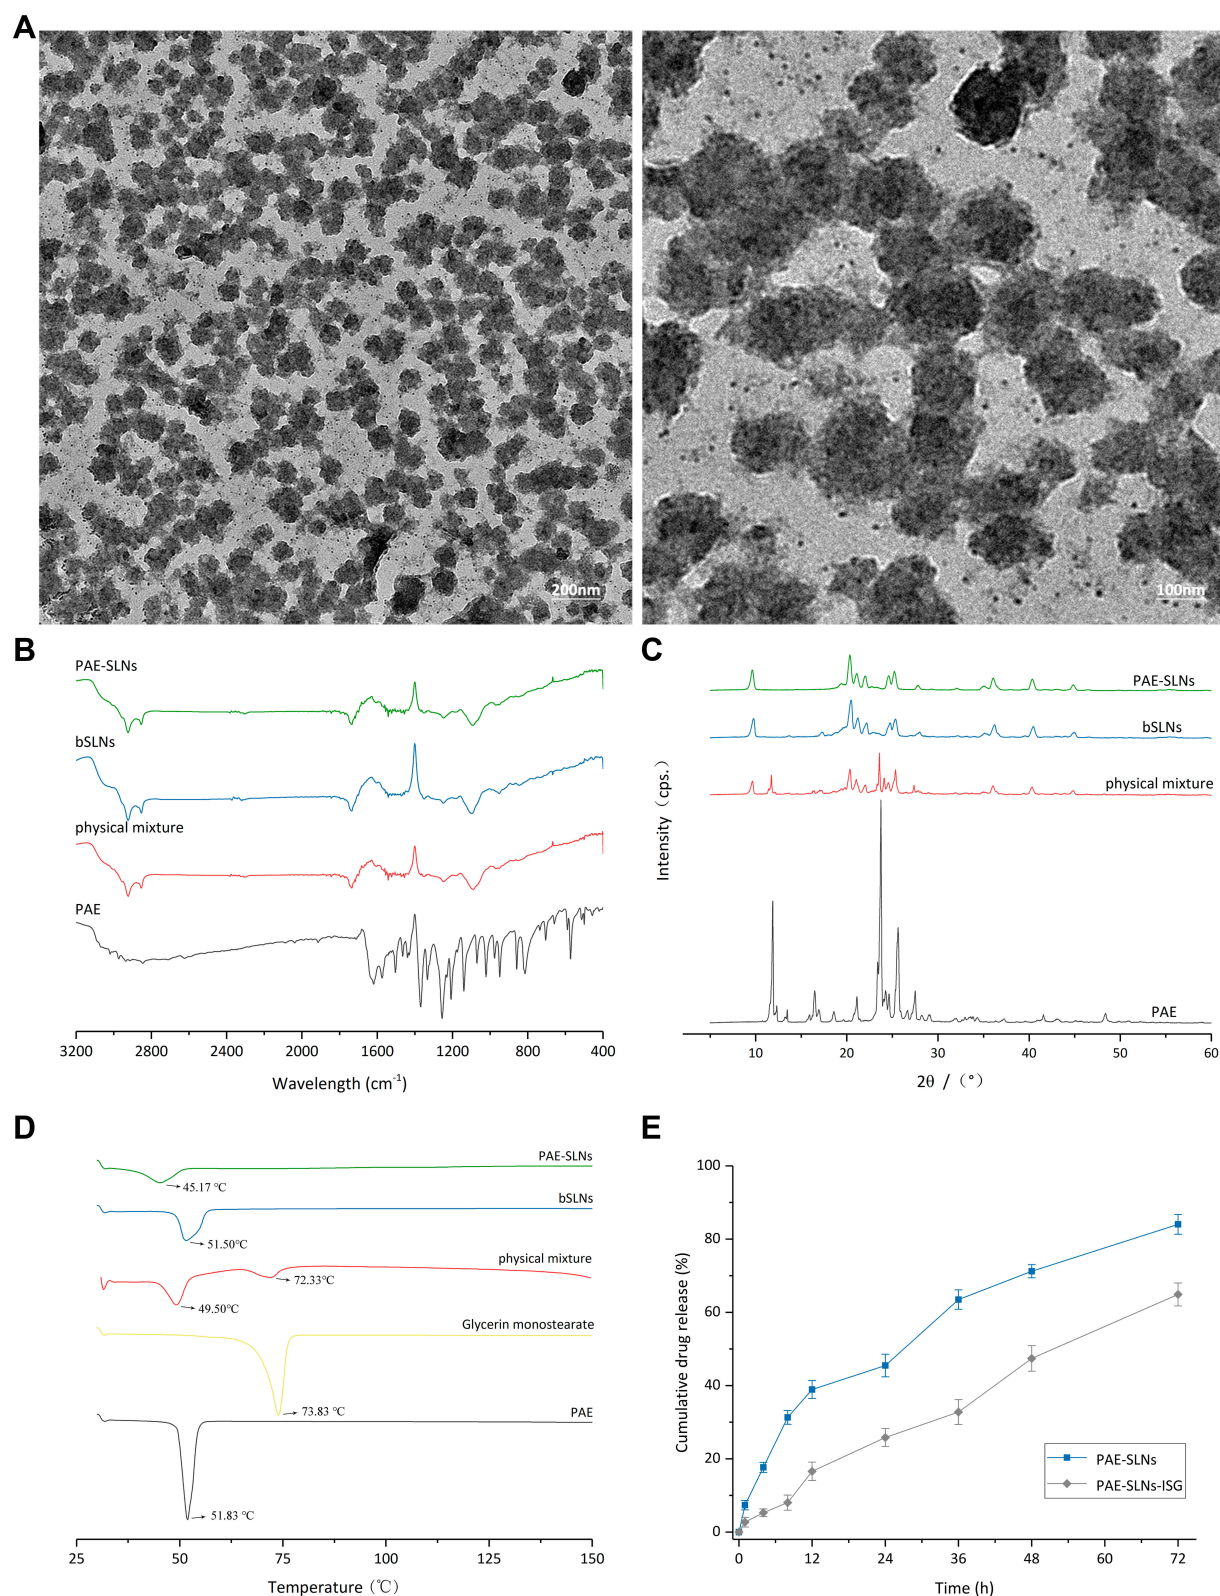 A
200nm
100nm
B
PAE-SLNs
bSLNs
physical mixture
PAE
3200 2800 2000 1600 1200 800 400
Wavelength (cm-1)
C
PAE-SLNs
bSLNs
physical mixture
PAE
Intensity（cps.）
10 20 30 40 50 60
2θ /（°）
D
PAE-SLNs
45.17 ℃
bSLNs
51.50℃
physical mixture
72.33℃
49.50℃
Glycerin monostearate
73.83 ℃
PAE
51.83 ℃
25 50 75 100 125 150
Temperature（℃）
E
100
80
60
40
20
0
Cumulative drug release (%)
PAE-SLNs
PAE-SLNs-ISG
0 12 24 36 48 60 72
Time (h)